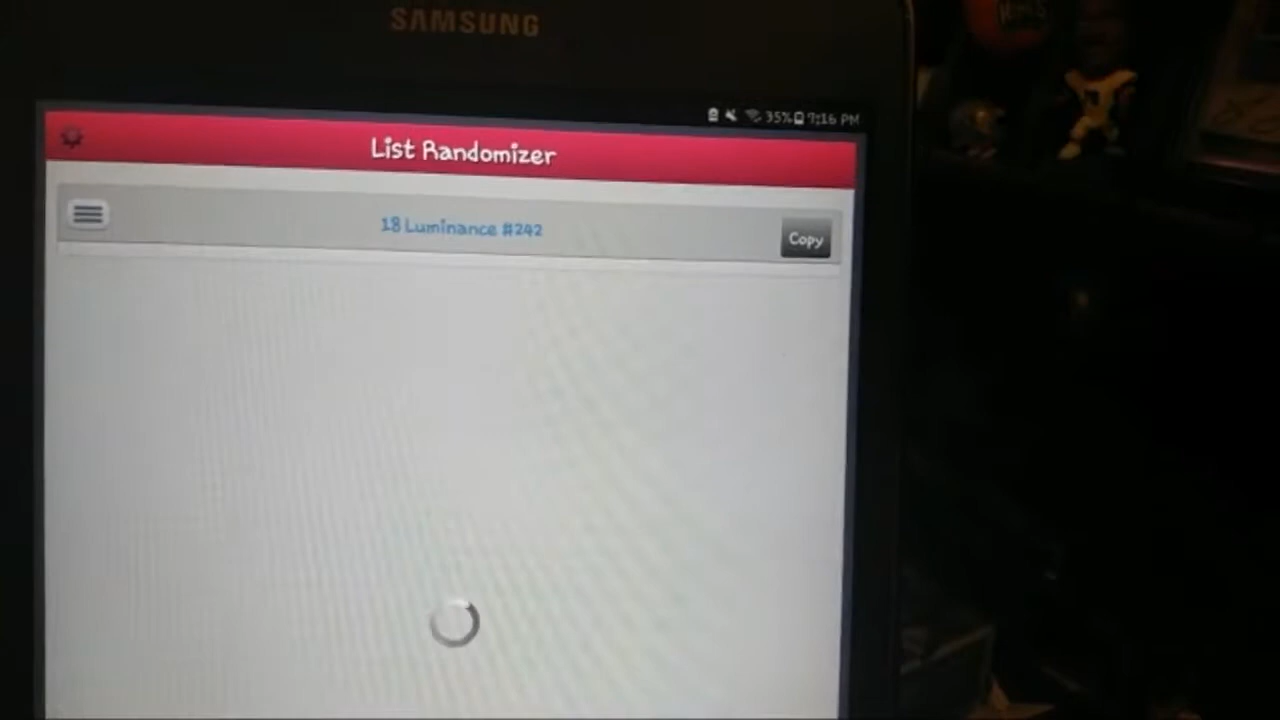 SAMSUNG
35% 7:16 PM
List Randomizer
18 Luminance #242
Copy